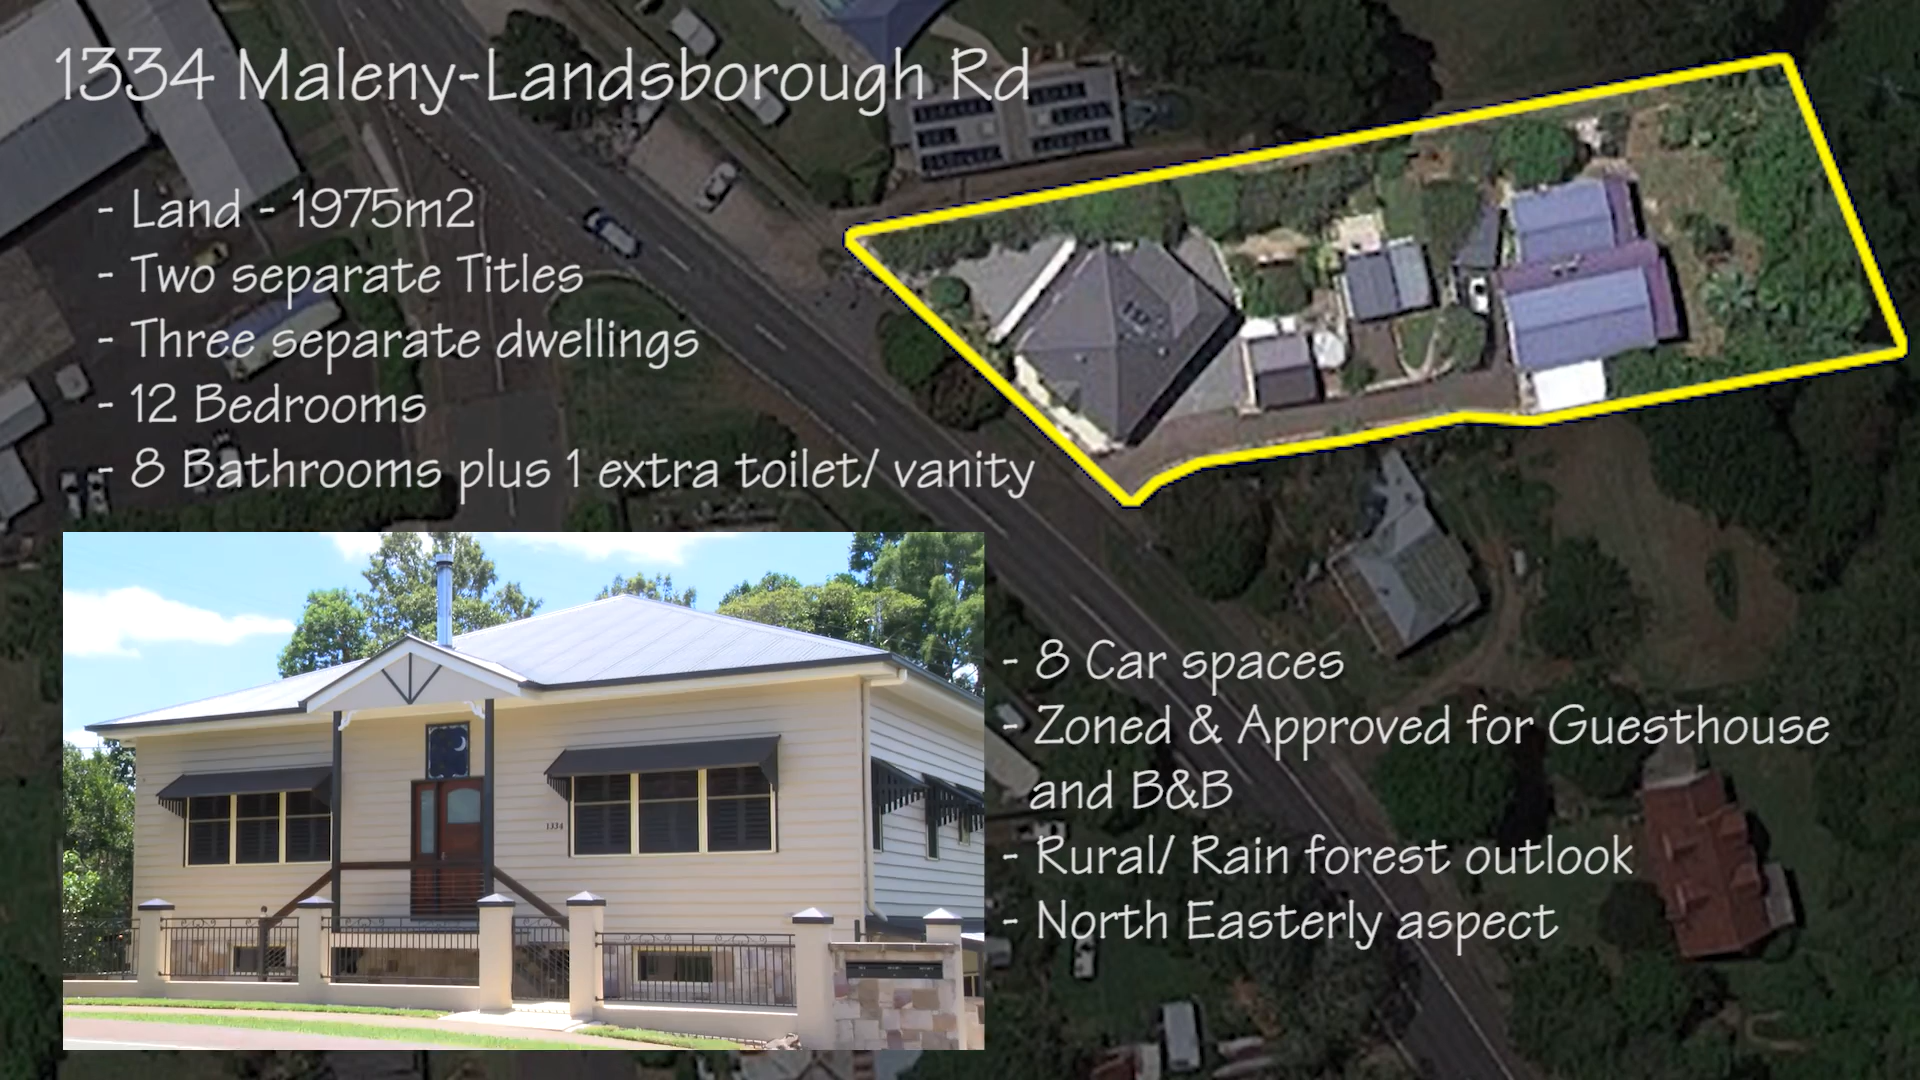 1334 Maleny-Landsborough Rd
- Land - 1975m2
- Two separate Titles
- Three separate dwellings
- 12 Bedrooms
- 8 Bathrooms plus 1 extra toilet/ vanity
1334
- 8 Car spaces
- Zoned & Approved for Guesthouse
and B&B
- Rural/ Rain forest outlook
- North Easterly aspect